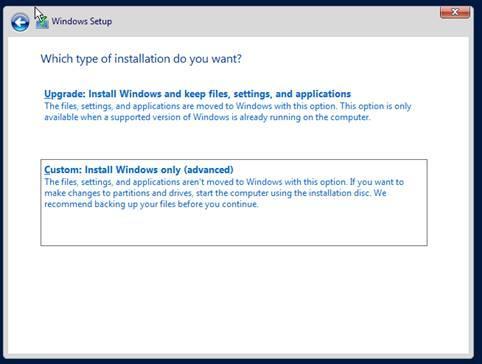 Windows Setup
Which type of installation do you want?
Upgrade: Install Windows and keep files, settings, and applications
The files, settings, and applications are moved to Windows with this option. This option is only
available when a supported version of Windows is already running on the computer.
Custom: Install Windows only (advanced)
The files, settings, and applications aren't moved to Windows with this option. If you want to
make changes to partitions and drives, start the computer using the installation disc. We
recommend backing up your files before you continue.